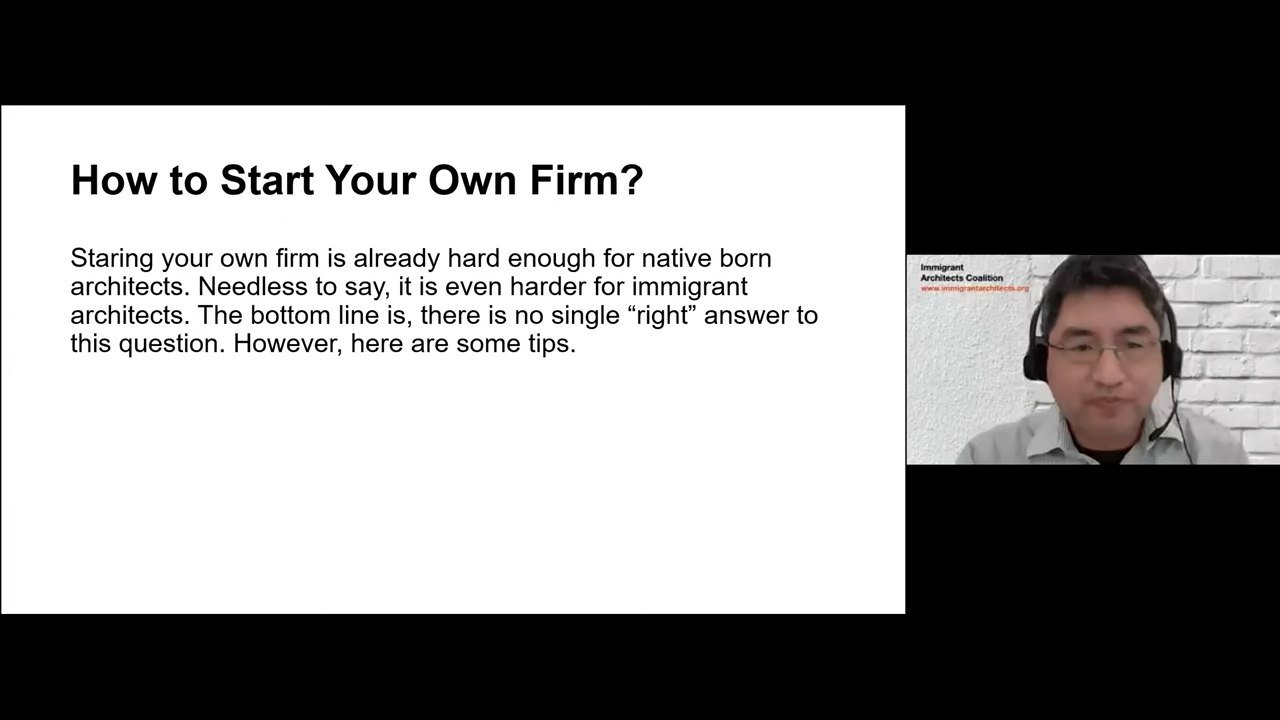 How to Start Your Own Firm?
Staring your own firm is already hard enough for native born
architects. Needless to say, it is even harder for immigrant
architects. The bottom line is, there is no single “right” answer to
this question. However, here are some tips.
Immigrant
Architects Coalition
www.immigrantarchitects.org